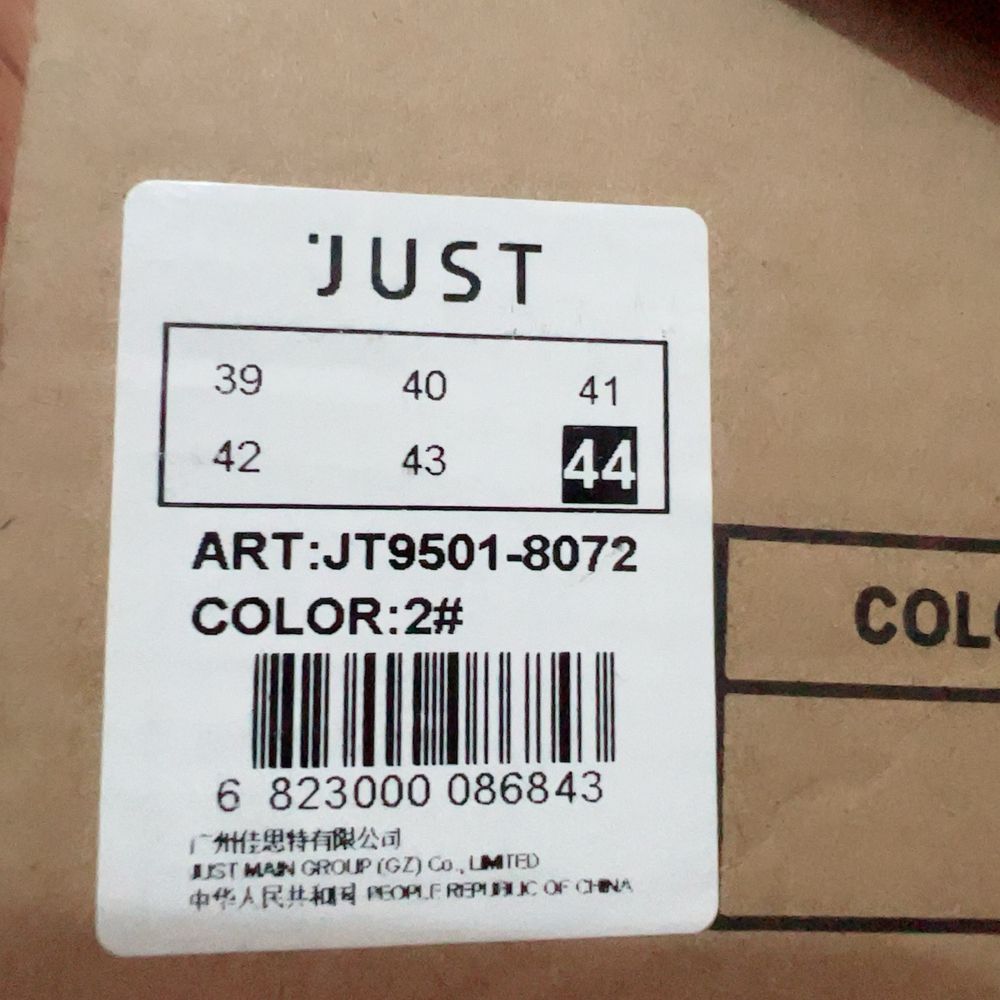 JUST
39 40 41
42 43 44
ART:JT9501-8072
COLOR:2#
6 823000 086843
广州佳思特有限公司
JUST MAIN GROUP (GZ) Co., LIMITED
中华人民共和国 PEOPLE REPUBLIC OF CHINA
COLO